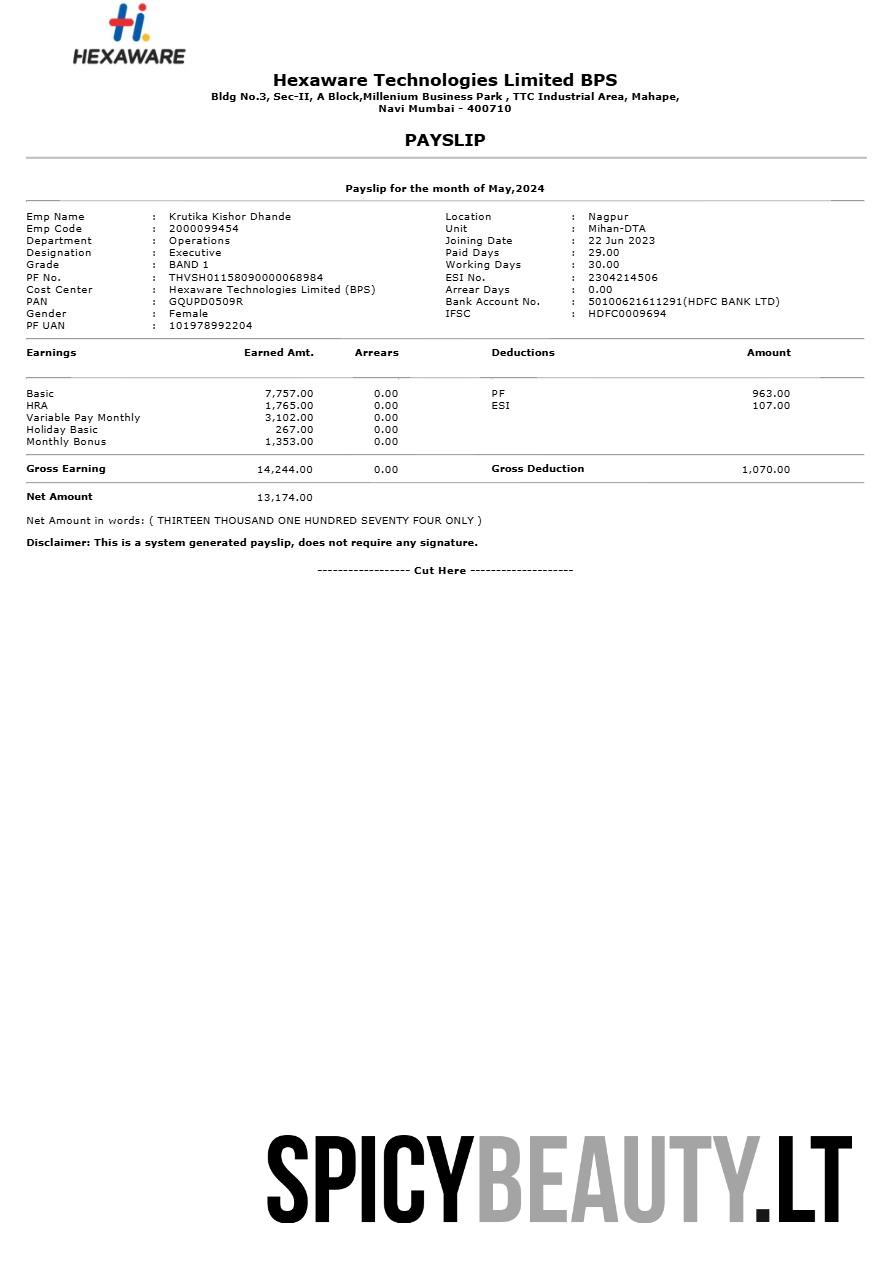 Hi.
HEXAWARE
Hexaware Technologies Limited BPS
Bldg No.3, Sec-II, A Block,Millenium Business Park , TTC Industrial Area, Mahape,
Navi Mumbai - 400710
PAYSLIP
Payslip for the month of May,2024
Emp Name : Krutika Kishor Dhande Location : Nagpur
Emp Code : 2000099454 Unit : Mihan-DTA
Department : Operations Joining Date : 22 Jun 2023
Designation : Executive Paid Days : 29.00
Grade : BAND 1 Working Days : 30.00
PF No. : THVSH01158090000068984 ESI No. : 2304214506
Cost Center : Hexaware Technologies Limited (BPS) Arrear Days : 0.00
PAN : GQUPD0509R Bank Account No. : 50100621611291(HDFC BANK LTD)
Gender : Female IFSC : HDFC0009694
PF UAN : 101978992204
Earnings Earned Amt. Arrears Deductions Amount
Basic 7,757.00 0.00 PF 963.00
HRA 1,765.00 0.00 ESI 107.00
Variable Pay Monthly 3,102.00 0.00
Holiday Basic 267.00 0.00
Monthly Bonus 1,353.00 0.00
Gross Earning 14,244.00 0.00 Gross Deduction 1,070.00
Net Amount 13,174.00
Net Amount in words: ( THIRTEEN THOUSAND ONE HUNDRED SEVENTY FOUR ONLY )
Disclaimer: This is a system generated payslip, does not require any signature.
------------------ Cut Here --------------------
SPICYBEAUTY.LT